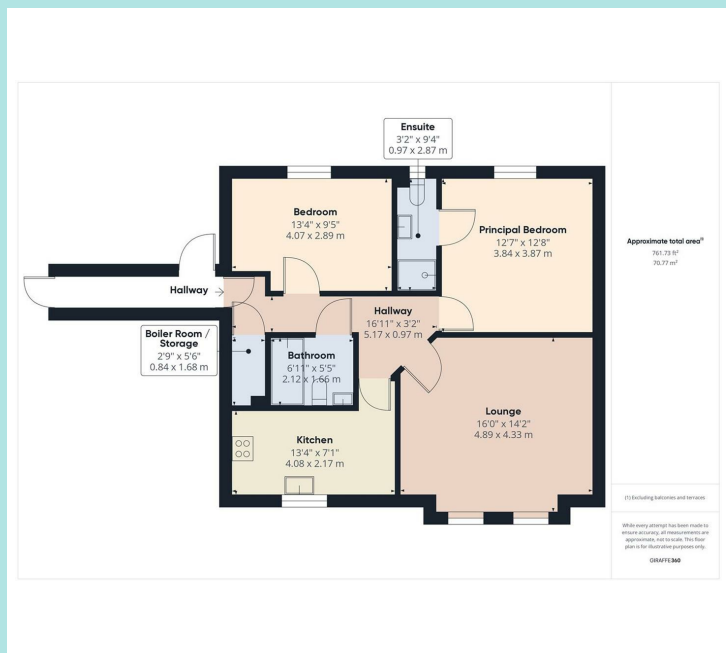 Ensuite
3'2" x 9'4"
0.97 x 2.87 m
Bedroom
13'4" x 9'5"
4.07 x 2.89 m
Principal Bedroom
12'7" x 12'8"
3.84 x 3.87 m
Approximate total area⁽¹⁾
761.73 ft²
70.77 m²
Hallway
Hallway
16'11" x 3'2"
5.17 x 0.97 m
Boiler Room /
Storage
2'9" x 5'6"
0.84 x 1.68 m
Bathroom
6'11" x 5'5"
2.12 x 1.66 m
Lounge
16'0" x 14'2"
4.89 x 4.33 m
Kitchen
13'4" x 7'1"
4.08 x 2.17 m
(1) Excluding balconies and terraces
While every attempt has been made to
ensure accuracy, all measurements are
approximate, not to scale. This floor
plan is for illustrative purposes only.
GIRAFFE360